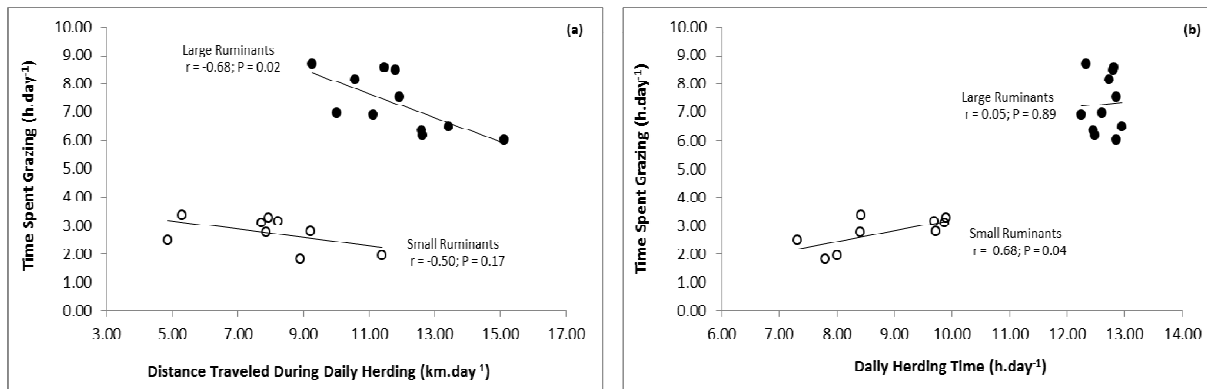 (a)
10.00
9.00
8.00
7.00
6.00
5.00
4.00
3.00
2.00
1.00
0.00
Time Spent Grazing (h.day⁻¹)
Large Ruminants
r = -0.68; P = 0.02
Small Ruminants
r = -0.50; P = 0.17
3.00 5.00 7.00 9.00 11.00 13.00 15.00 17.00
Distance Traveled During Daily Herding (km.day⁻¹)
(b)
10.00
9.00
8.00
7.00
6.00
5.00
4.00
3.00
2.00
1.00
0.00
Time Spent Grazing (h.day⁻¹)
Large Ruminants
r = 0.05; P = 0.89
Small Ruminants
r = 0.68; P = 0.04
6.00 7.00 8.00 9.00 10.00 11.00 12.00 13.00 14.00
Daily Herding Time (h.day⁻¹)